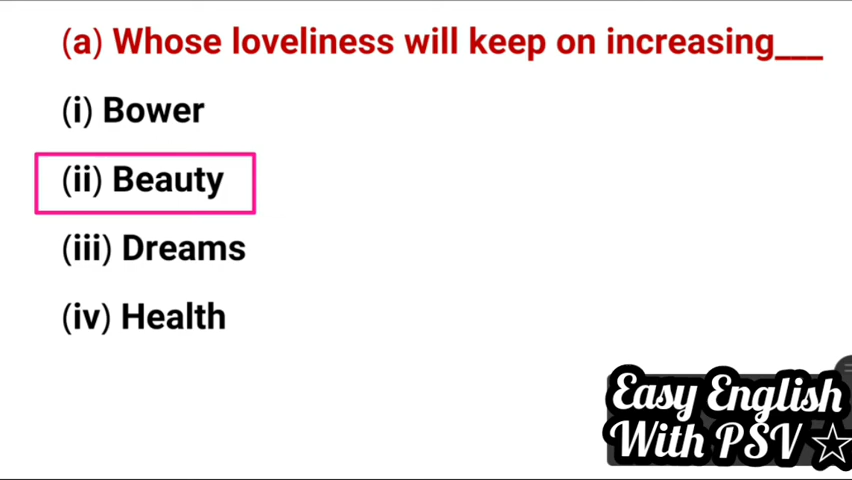 (a) Whose loveliness will keep on increasing___
(i) Bower
(ii) Beauty
(iii) Dreams
(iv) Health
Easy English
With PSV ☆